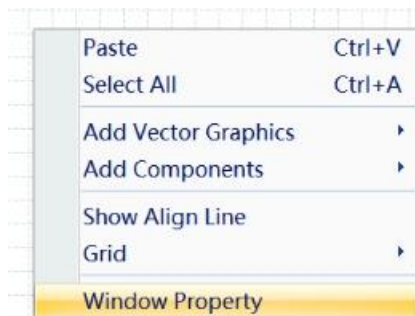 Paste Ctrl+V
Select All Ctrl+A
Add Vector Graphics
Add Components
Show Align Line
Grid
Window Property